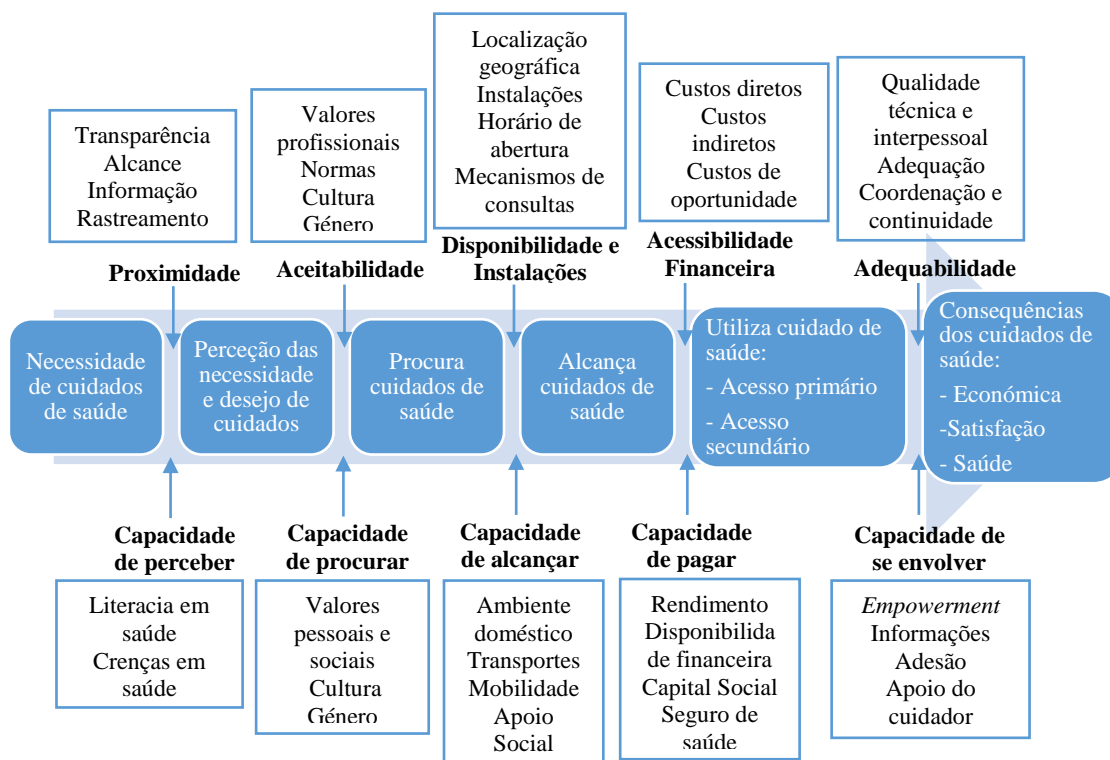 Transparência
Alcance
Informação
Rastreamento
Proximidade
Valores
profissionais
Normas
Cultura
Género
Aceitabilidade
Localização
geográfica
Instalações
Horário de
abertura
Mecanismos de
consultas
Disponibilidade e
Instalações
Custos diretos
Custos
indiretos
Custos de
oportunidade
Acessibilidade
Financeira
Qualidade
técnica e
interpessoal
Adequação
Coordenação e
continuidade
Adequabilidade
Necessidade
de cuidados
de saúde
Perceção das
necessidade
e desejo de
cuidados
Procura
cuidados de
saúde
Alcança
cuidados de
saúde
Utiliza cuidado de
saúde:
- Acesso primário
- Acesso
secundário
Consequências
dos cuidados de
saúde:
- Económica
-Satisfação
- Saúde
Capacidade
de perceber
Literacia em
saúde
Crenças em
saúde
Capacidade
de procurar
Valores
pessoais e
sociais
Cultura
Género
Capacidade
de alcançar
Ambiente
doméstico
Transportes
Mobilidade
Apoio
Social
Capacidade
de pagar
Rendimento
Disponibilida
de financeira
Capital Social
Seguro de
saúde
Capacidade de
se envolver
Empowerment
Informações
Adesão
Apoio do
cuidador